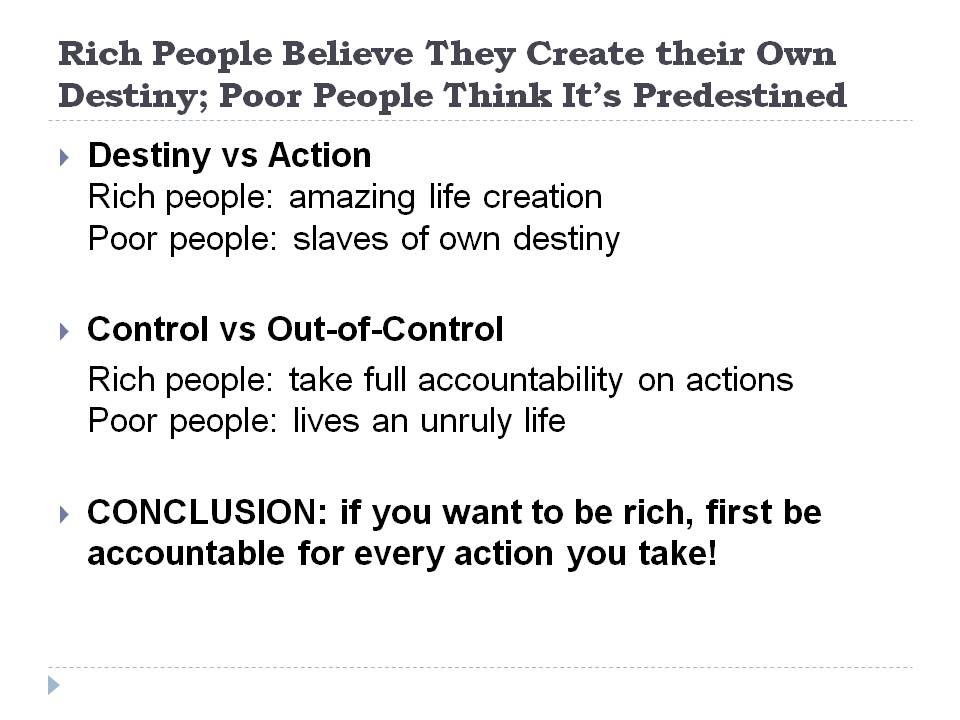 Rich People Believe They Create their Own
Destiny; Poor People Think It’s Predestined
Destiny vs Action
Rich people: amazing life creation
Poor people: slaves of own destiny
Control vs Out-of-Control
Rich people: take full accountability on actions
Poor people: lives an unruly life
CONCLUSION: if you want to be rich, first be
accountable for every action you take!